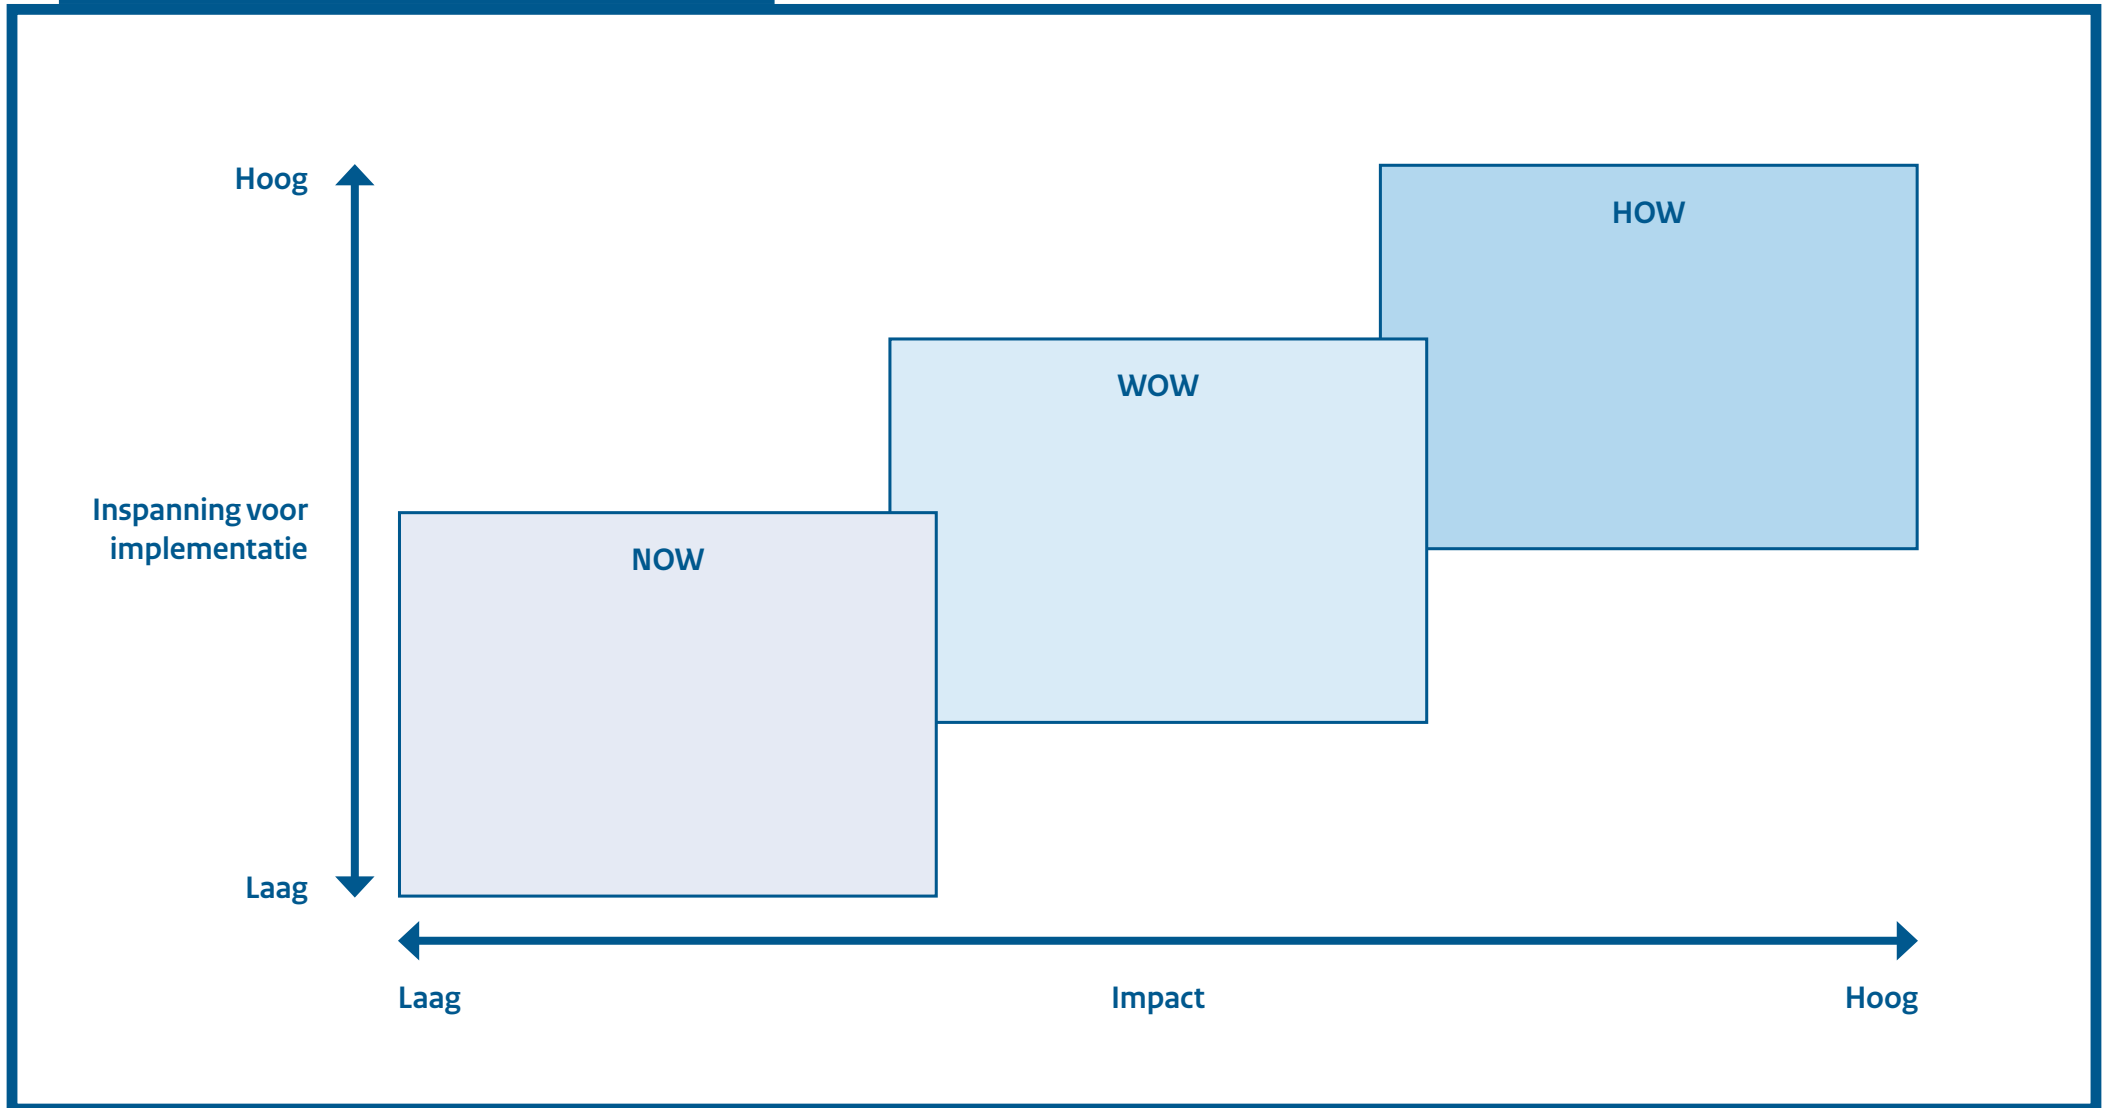 Hoog
HOW
WOW
Inspanning voor
implementatie
NOW
Laag
Laag
Impact
Hoog